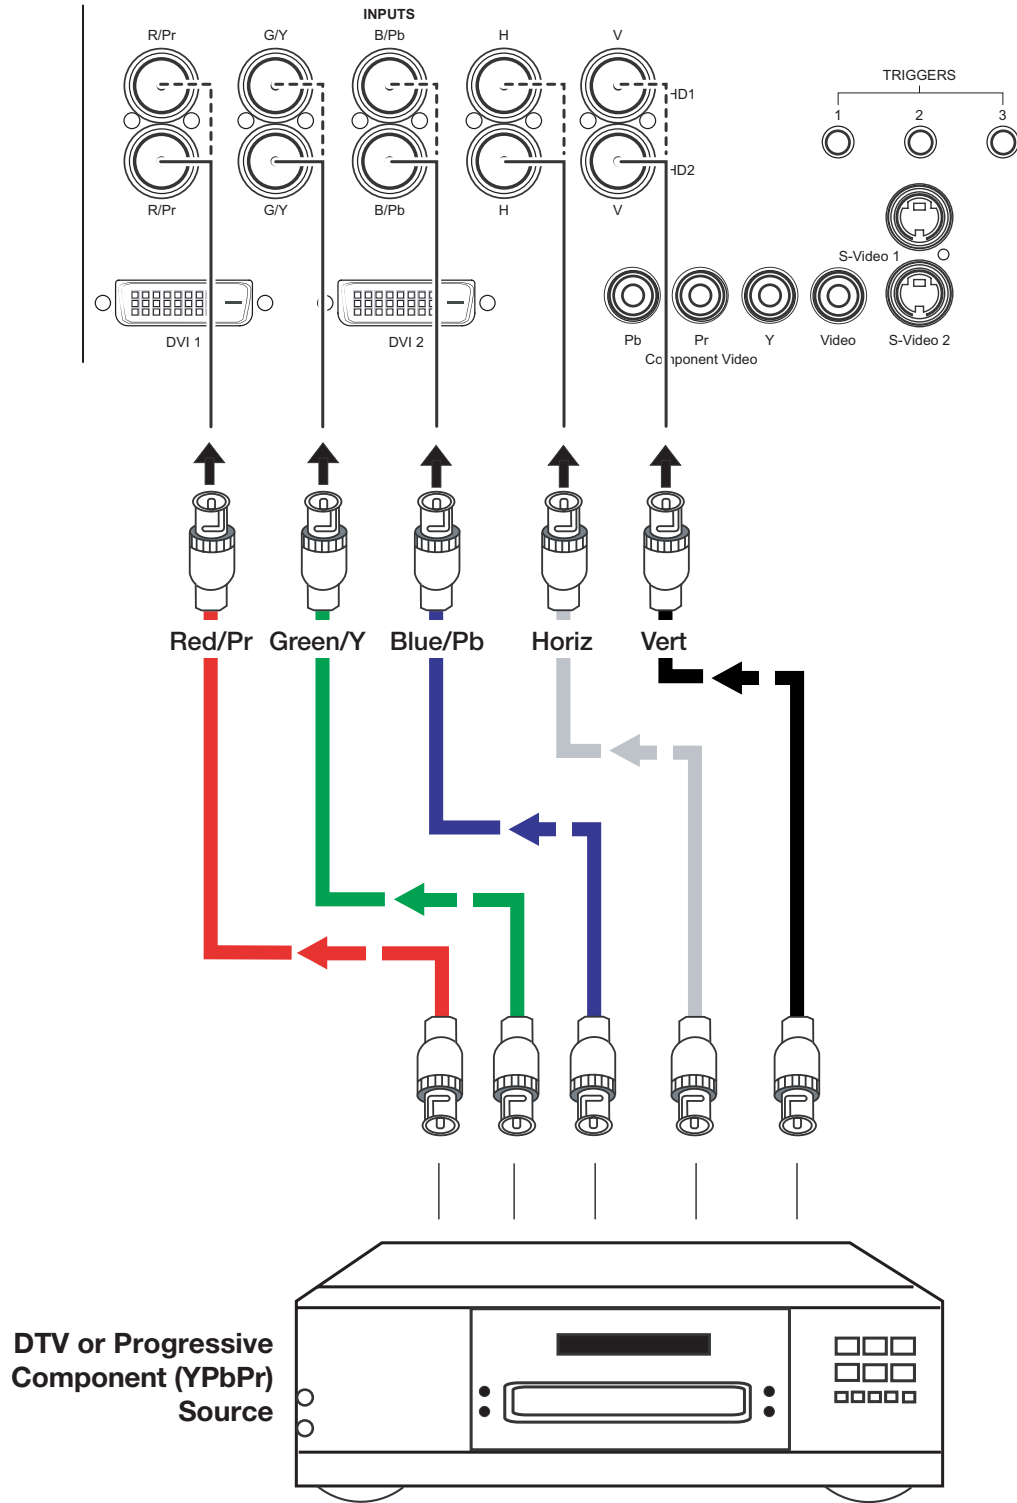 INPUTS
R/Pr G/Y B/Pb H V
HD1
TRIGGERS
1 2 3
HD2
R/Pr G/Y B/Pb H V
S-Video 1
DVI 1 DVI 2
Pb Pr Y Video S-Video 2
Component Video
Red/Pr Green/Y Blue/Pb Horiz Vert
DTV or Progressive
Component (YPbPr)
Source